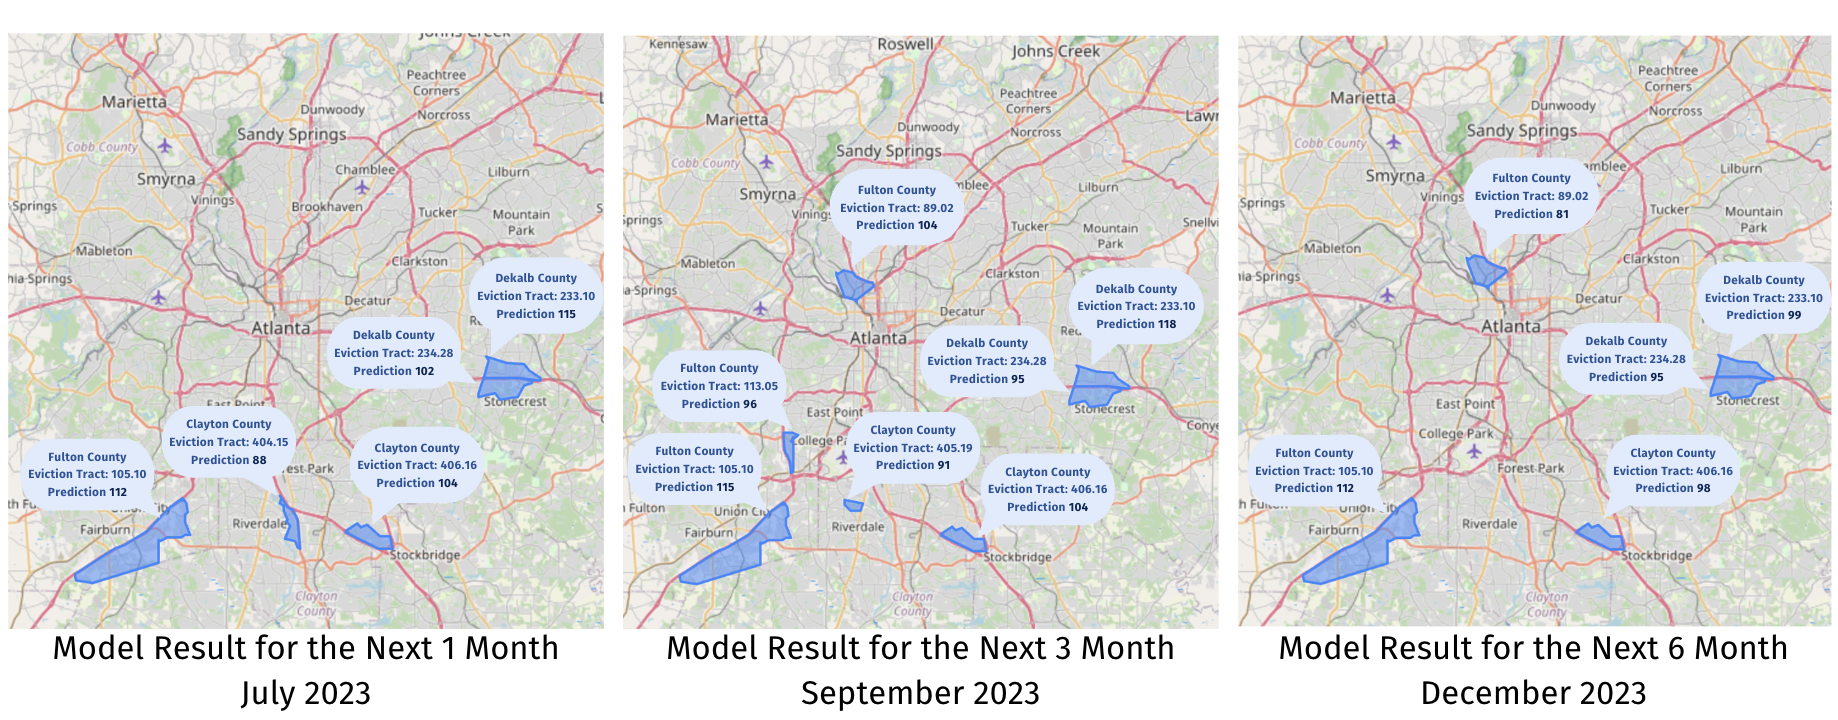 Johns Creek
Peachtree
Corners
Marietta
Dunwoody
Norcross
Sandy Springs
Cobb County
Chamblee
Lilburn
Smyrna
Vinings
Brookhaven
Tucker
Mountain
Park
Springs
Mableton
Clarkston
Springs
Dekalb County
Eviction Tract: 233.10
Prediction 115
Decatur
Atlanta
Dekalb County
Eviction Tract: 234.28
Prediction 102
Stonecrest
East Point
Clayton County
Eviction Tract: 404.15
Prediction 88
Fulton County
Eviction Tract: 105.10
Prediction 112
Clayton County
Eviction Tract: 406.16
Prediction 104
Union City
Fairburn
Riverdale
Stockbridge
Clayton
County
Model Result for the Next 1 Month
July 2023
Kennesaw
Roswell
Johns Creek
Peachtree
Corners
Marietta
Dunwoody
Norcross
Sandy Springs
Cobb County
Lilburn
Smyrna
Vinings
Fulton County
Eviction Tract: 89.02
Prediction 104
Tucker
Mountain
Park
Springs
Mableton
Clarkston
Springs
Dekalb County
Eviction Tract: 233.10
Prediction 118
Decatur
Atlanta
Dekalb County
Eviction Tract: 234.28
Prediction 95
Fulton County
Eviction Tract: 113.05
Prediction 96
Stonecrest
East Point
Clayton County
Eviction Tract: 405.19
Prediction 91
Fulton County
Eviction Tract: 105.10
Prediction 115
Clayton County
Eviction Tract: 406.16
Prediction 104
Fulton
Fairburn
Riverdale
Stockbridge
Clayton
County
Model Result for the Next 3 Month
September 2023
Peachtree
Corners
Marietta
Dunwoody
Norcross
Sandy Springs
Cobb County
Lilburn
Smyrna
Vinings
Fulton County
Eviction Tract: 89.02
Prediction 81
Tucker
Mountain
Park
Springs
Mableton
Clarkston
Springs
Dekalb County
Eviction Tract: 233.10
Prediction 99
Decatur
Atlanta
Dekalb County
Eviction Tract: 234.28
Prediction 95
Stonecrest
East Point
College Park
Forest Park
Fulton County
Eviction Tract: 105.10
Prediction 112
Clayton County
Eviction Tract: 406.16
Prediction 98
Union City
Fairburn
Riverdale
Stockbridge
Clayton
County
Model Result for the Next 6 Month
December 2023